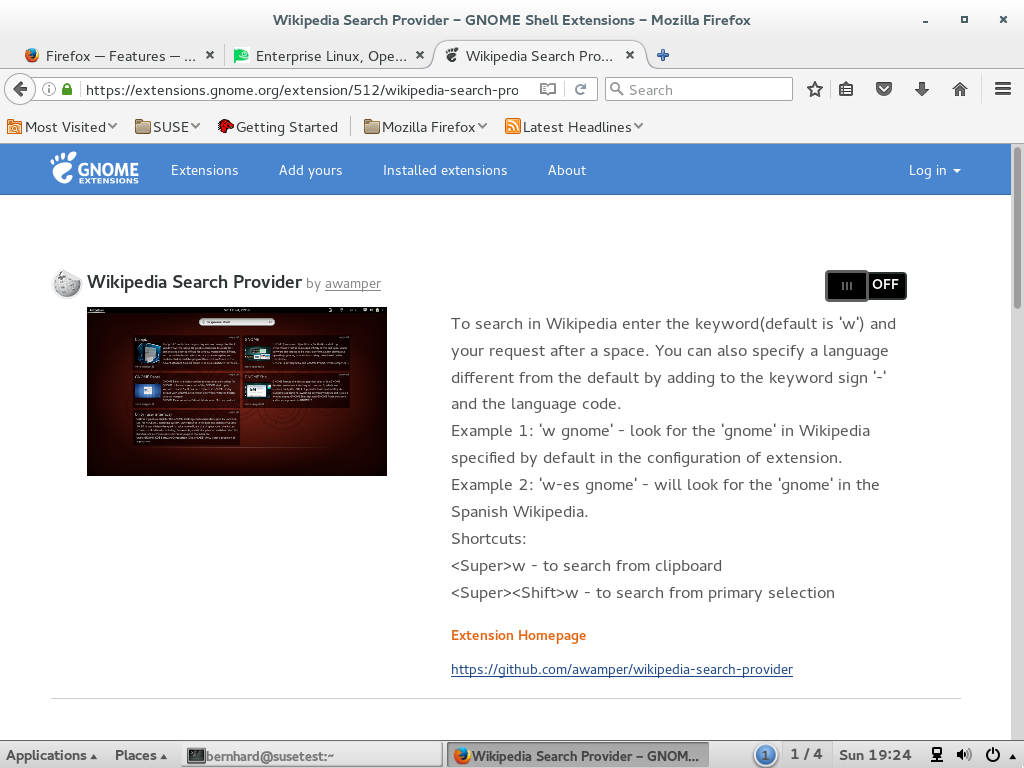 Wikipedia Search Provider – GNOME Shell Extensions – Mozilla Firefox
Firefox — Features — ...
Enterprise Linux, Ope...
Wikipedia Search Pro...
https://extensions.gnome.org/extension/512/wikipedia-search-pro
Search
Most Visited
SUSE
Getting Started
Mozilla Firefox
Latest Headlines
GNOME EXTENSIONS
Extensions
Add yours
Installed extensions
About
Log in
Wikipedia Search Provider by awamper
OFF
To search in Wikipedia enter the keyword(default is 'w') and
your request after a space. You can also specify a language
different from the default by adding to the keyword sign '-'
and the language code.
Example 1: 'w gnome' - look for the 'gnome' in Wikipedia
specified by default in the configuration of extension.
Example 2: 'w-es gnome' - will look for the 'gnome' in the
Spanish Wikipedia.
Shortcuts:
<Super>w - to search from clipboard
<Super><Shift>w - to search from primary selection
Extension Homepage
https://github.com/awamper/wikipedia-search-provider
Applications
Places
bernhard@susetest:~
Wikipedia Search Provider – GNOM...
1
1 / 4
Sun 19:24